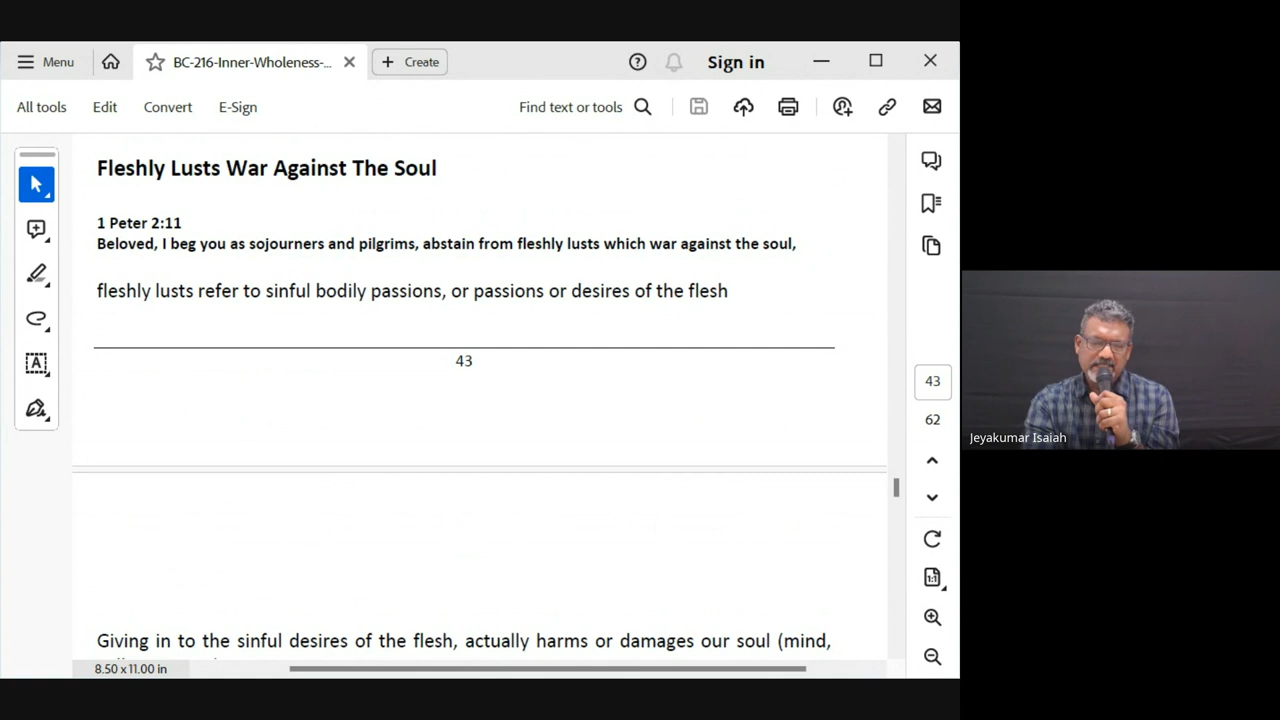 Menu
BC-216-Inner-Wholeness-...
Create
Sign in
All tools
Edit
Convert
E-Sign
Find text or tools
Fleshly Lusts War Against The Soul
1 Peter 2:11
Beloved, I beg you as sojourners and pilgrims, abstain from fleshly lusts which war against the soul,
fleshly lusts refer to sinful bodily passions, or passions or desires of the flesh
43
43
62
Jeyakumar Isaiah
1:1
Giving in to the sinful desires of the flesh, actually harms or damages our soul (mind,
8.50 x 11.00 in